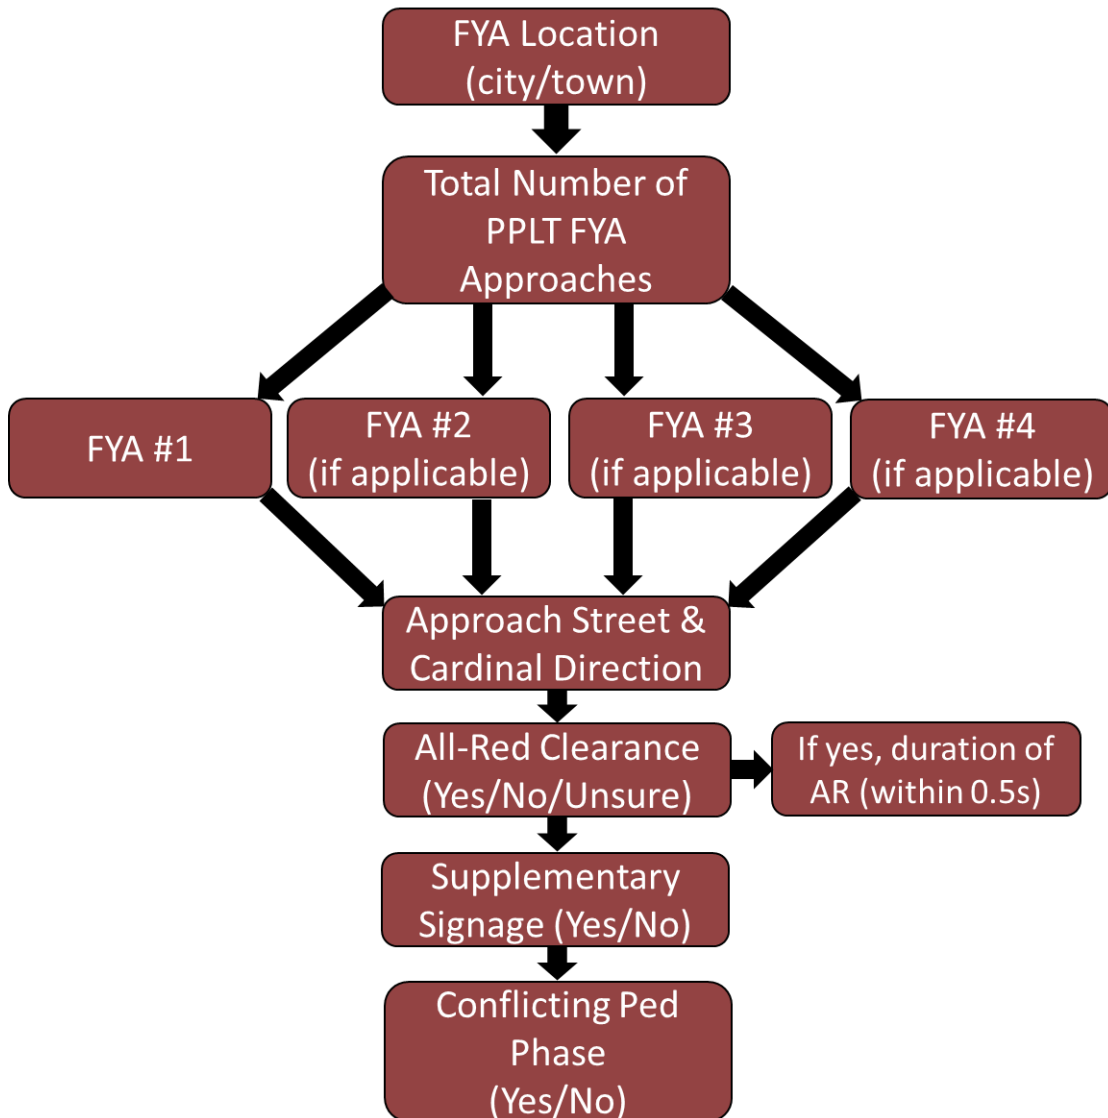 FYA Location
(city/town)
Total Number of
PPLT FYA
Approaches
FYA #1
FYA #2
(if applicable)
FYA #3
(if applicable)
FYA #4
(if applicable)
Approach Street &
Cardinal Direction
All-Red Clearance
(Yes/No/Unsure)
If yes, duration of
AR (within 0.5s)
Supplementary
Signage (Yes/No)
Conflicting Ped
Phase
(Yes/No)